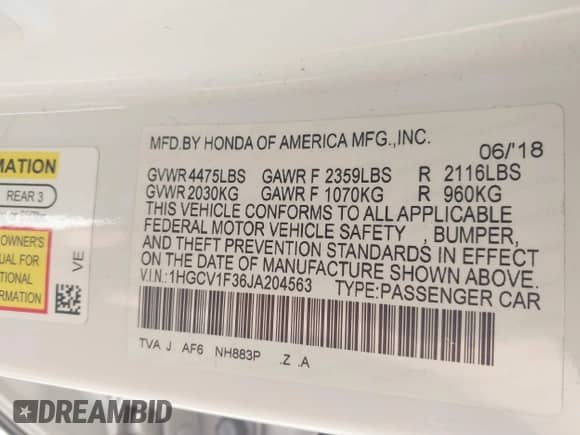 MFD.BY HONDA OF AMERICA MFG.,INC. 06/'18
GVWR 4475LBS GAWR F 2359LBS R 2116LBS
GVWR 2030KG GAWR F 1070KG R 960KG
THIS VEHICLE CONFORMS TO ALL APPLICABLE
FEDERAL MOTOR VEHICLE SAFETY , BUMPER,
AND THEFT PREVENTION STANDARDS IN EFFECT
ON THE DATE OF MANUFACTURE SHOWN ABOVE.
V.I.N:1HGCV1F36JA204563 TYPE:PASSENGER CAR
TVA J AF6 NH883P .Z .A
MATION
REAR 3
OWNER'S
UAL FOR
TIONAL
ORMATION
VE
DREAMBID